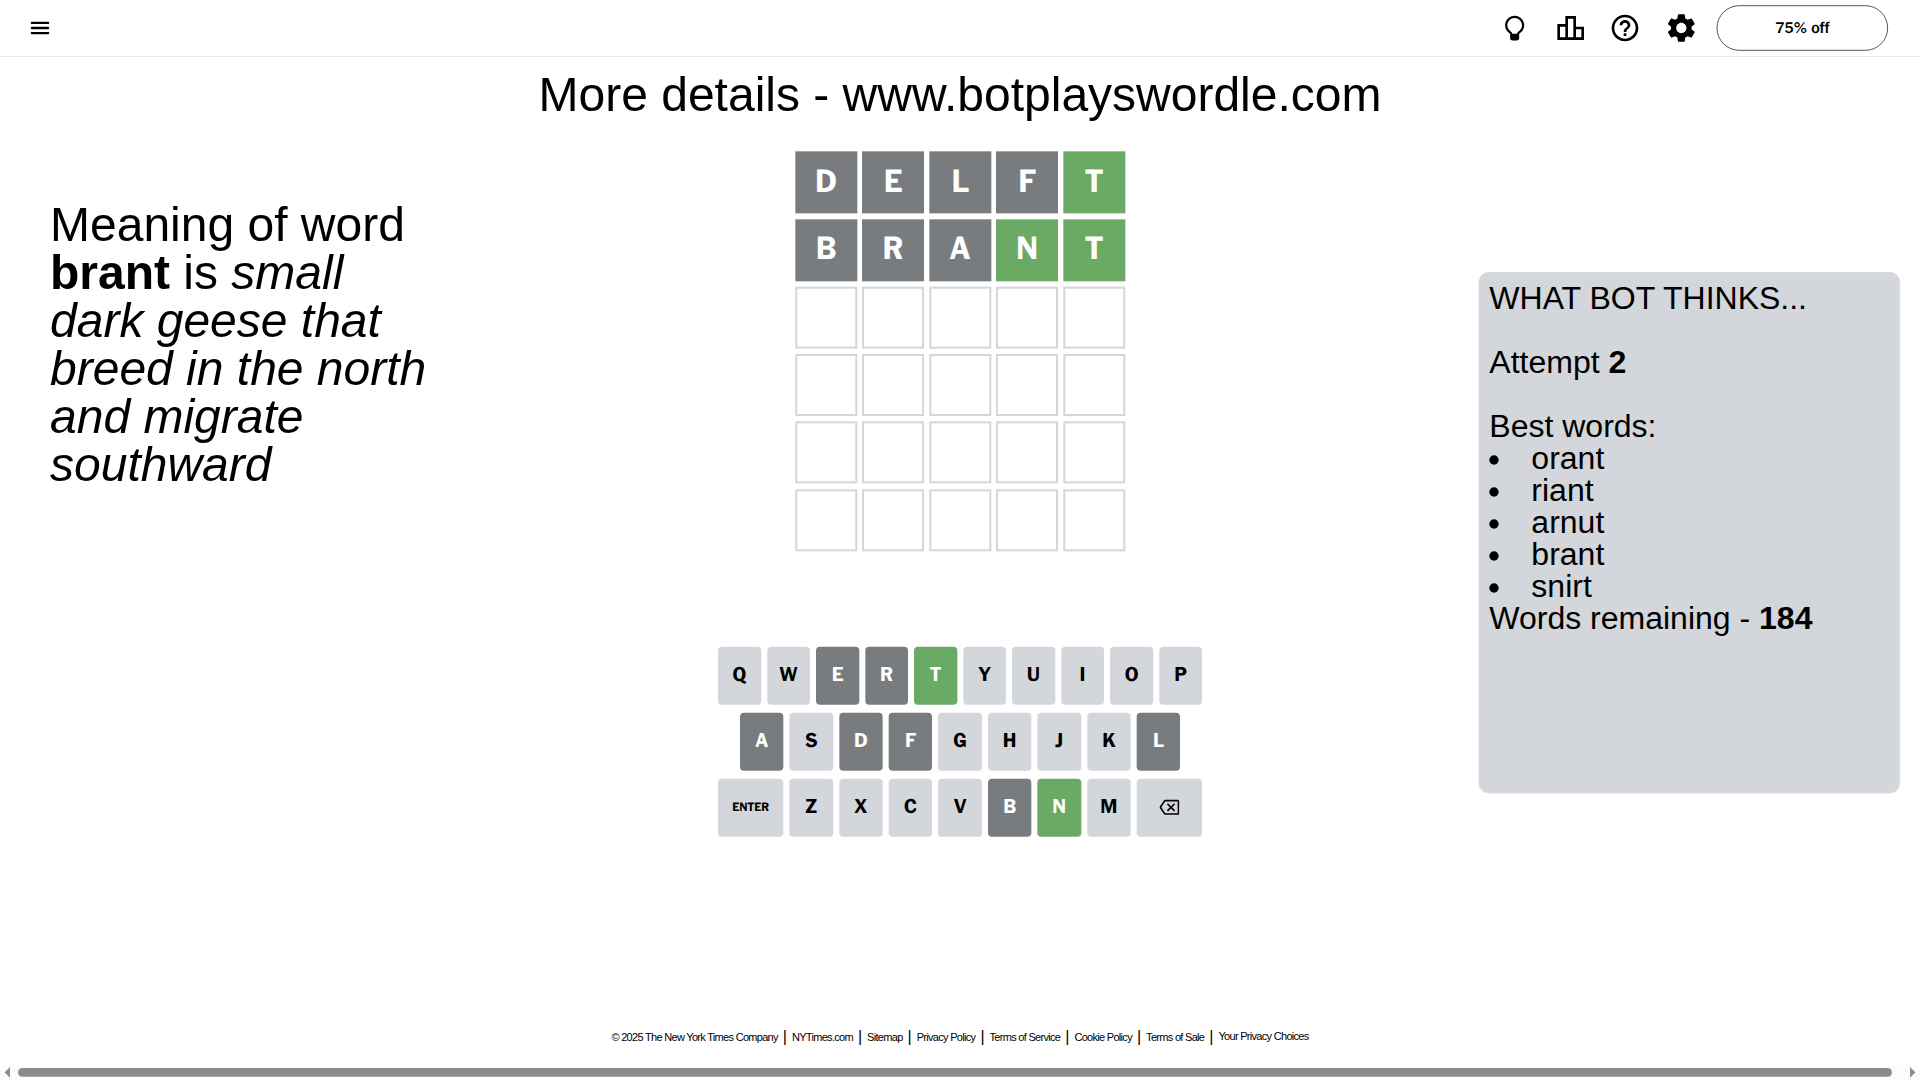 75% off
More details - www.botplayswordle.com
D E L F T
B R A N T
Meaning of word
brant is small
dark geese that
breed in the north
and migrate
southward
WHAT BOT THINKS...
Attempt 2
Best words:
• orant
• riant
• arnut
• brant
• snirt
Words remaining - 184
Q W E R T Y U I O P
A S D F G H J K L
ENTER Z X C V B N M
© 2025 The New York Times Company | NYTimes.com | Sitemap | Privacy Policy | Terms of Service | Cookie Policy | Terms of Sale | Your Privacy Choices